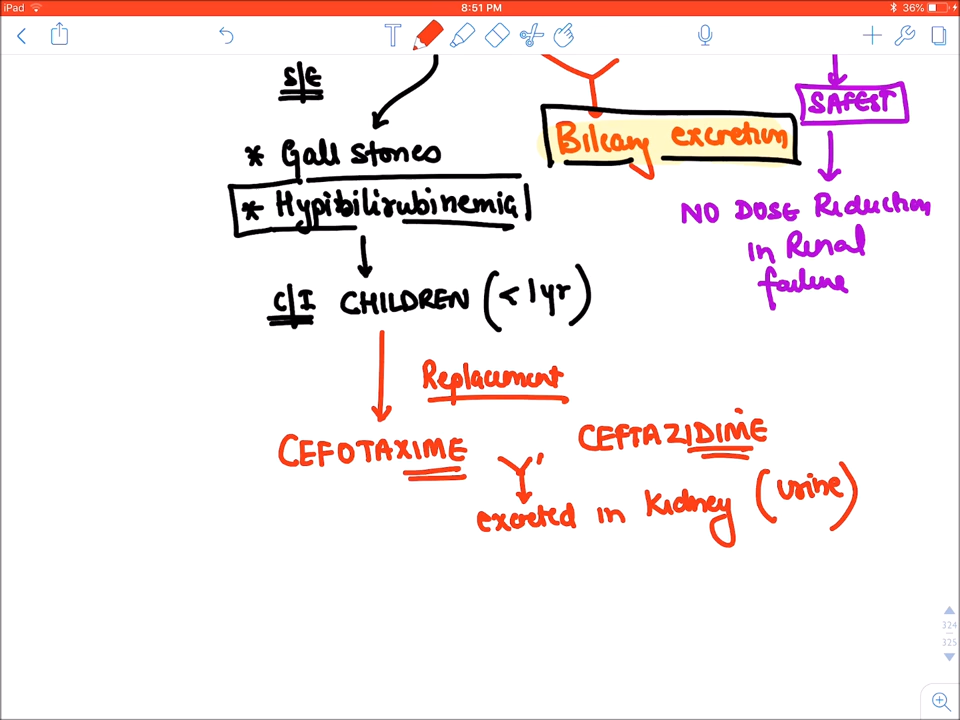 iPad
8:51 PM
36%
T
S/E
SAFEST
Bilcary excretion
* Gall stones
* Hypibilirubinemia
NO DOSE Reduction
in Renal
failure
C/I CHILDREN (< 1yr)
Replacement
CEFOTAXIME
CEFTAZIDIME
excreted in kidney (urine)
324
325